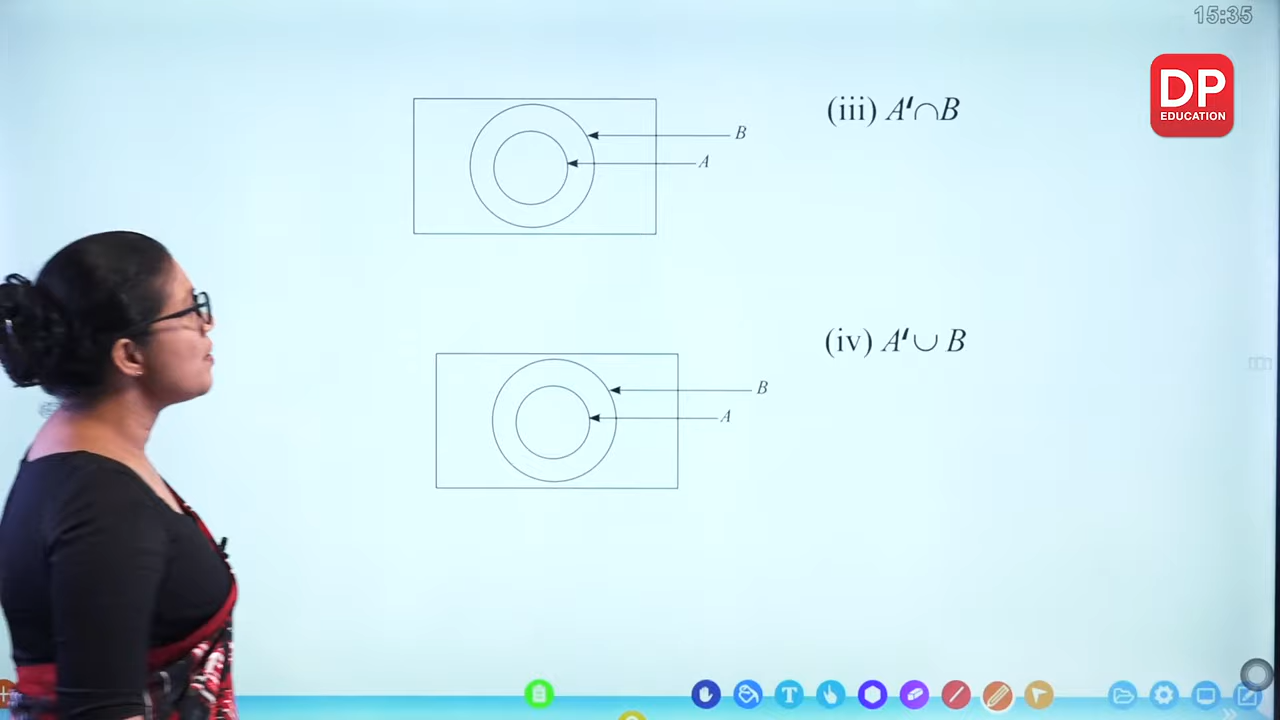 15:35
DP
EDUCATION
(iii) A′∩B
B
A
(iv) A′∪ B
B
A
T